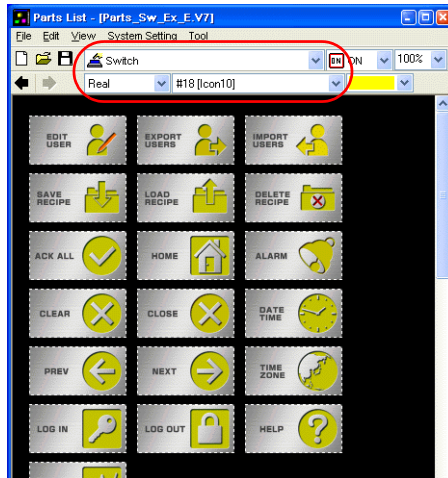 Parts List - [Parts_Sw_Ex_E.V7]
File Edit View System Setting Tool
Switch ON ON 100%
Real #18 [Icon10]
EDIT USER EXPORT USERS IMPORT USERS
SAVE RECIPE LOAD RECIPE DELETE RECIPE
ACK ALL HOME ALARM
CLEAR CLOSE DATE TIME
PREV NEXT TIME ZONE
LOG IN LOG OUT HELP ?